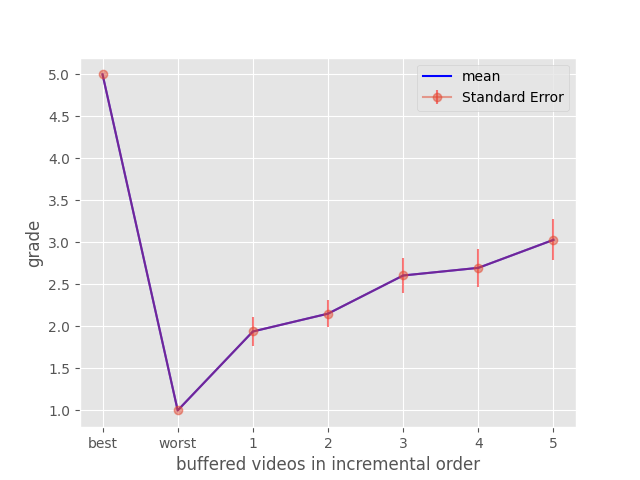 mean
Standard Error
5.0
4.5
4.0
3.5
3.0
2.5
2.0
1.5
1.0
grade
best worst 1 2 3 4 5
buffered videos in incremental order